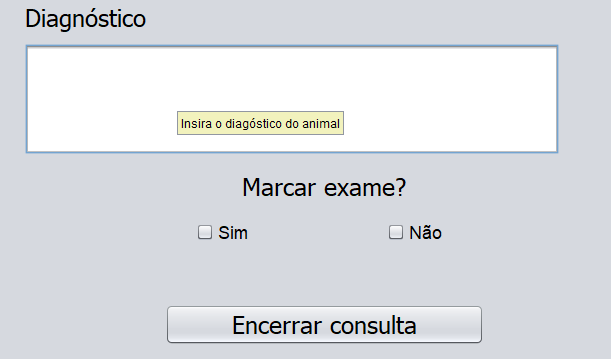 Diagnóstico
Insira o diagóstico do animal
Marcar exame?
Sim
Não
Encerrar consulta